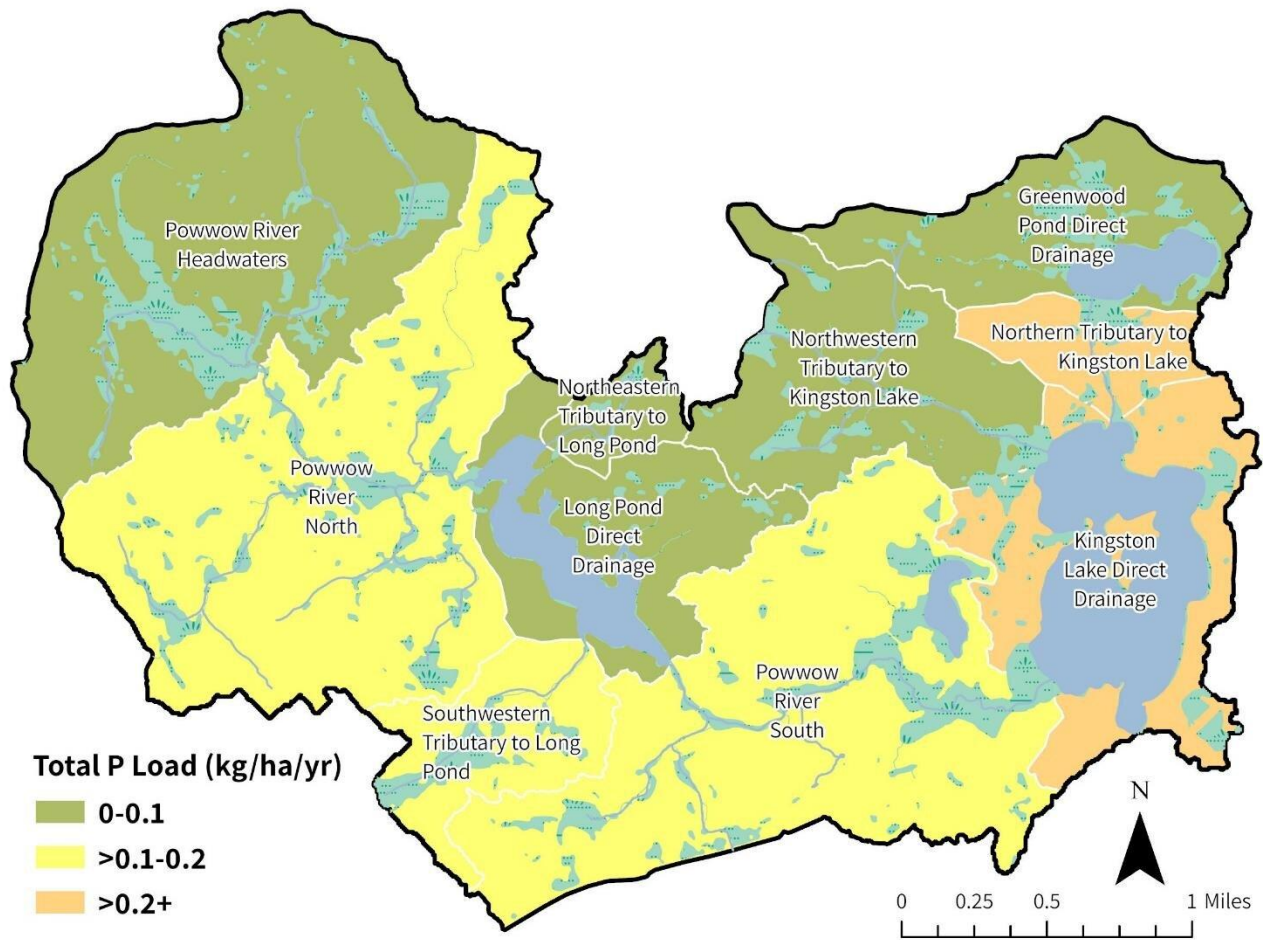 Powwow River
Headwaters
Greenwood
Pond Direct
Drainage
Northwestern
Tributary to
Kingston Lake
Northern Tributary to
Kingston Lake
Northeastern
Tributary to
Long Pond
Powwow
River
North
Long Pond
Direct
Drainage
Kingston
Lake Direct
Drainage
Powwow
River
South
Southwestern
Tributary to Long
Pond
Total P Load (kg/ha/yr)
0-0.1
>0.1-0.2
>0.2+
N
0 0.25 0.5 1 Miles